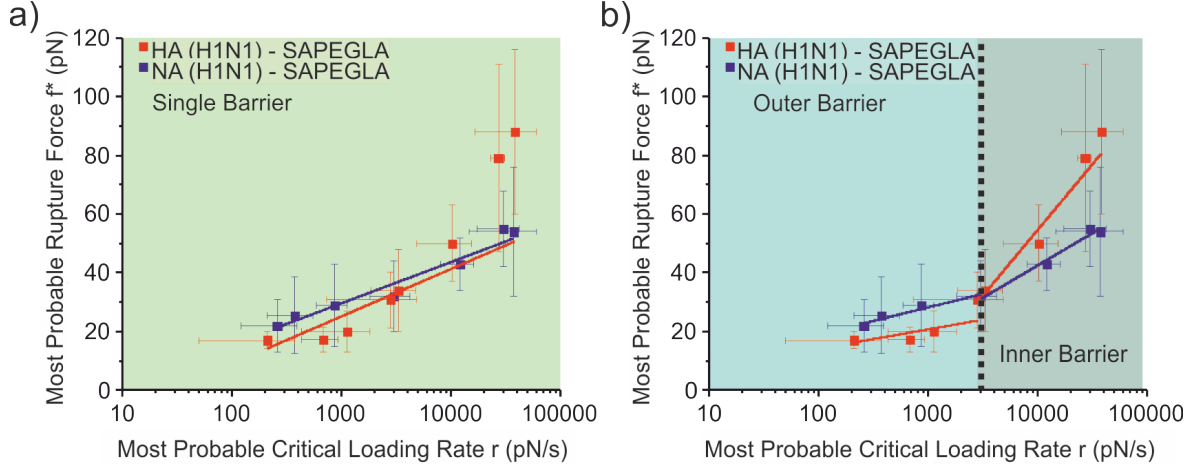 a)
Most Probable Rupture Force f* (pN)
120
100
80
60
40
20
0
HA (H1N1) - SAPEGLA
NA (H1N1) - SAPEGLA
Single Barrier
10
100
1000
10000
100000
Most Probable Critical Loading Rate r (pN/s)
b)
Most Probable Rupture Force f* (pN)
120
100
80
60
40
20
0
HA (H1N1) - SAPEGLA
NA (H1N1) - SAPEGLA
Outer Barrier
Inner Barrier
10
100
1000
10000
100000
Most Probable Critical Loading Rate r (pN/s)